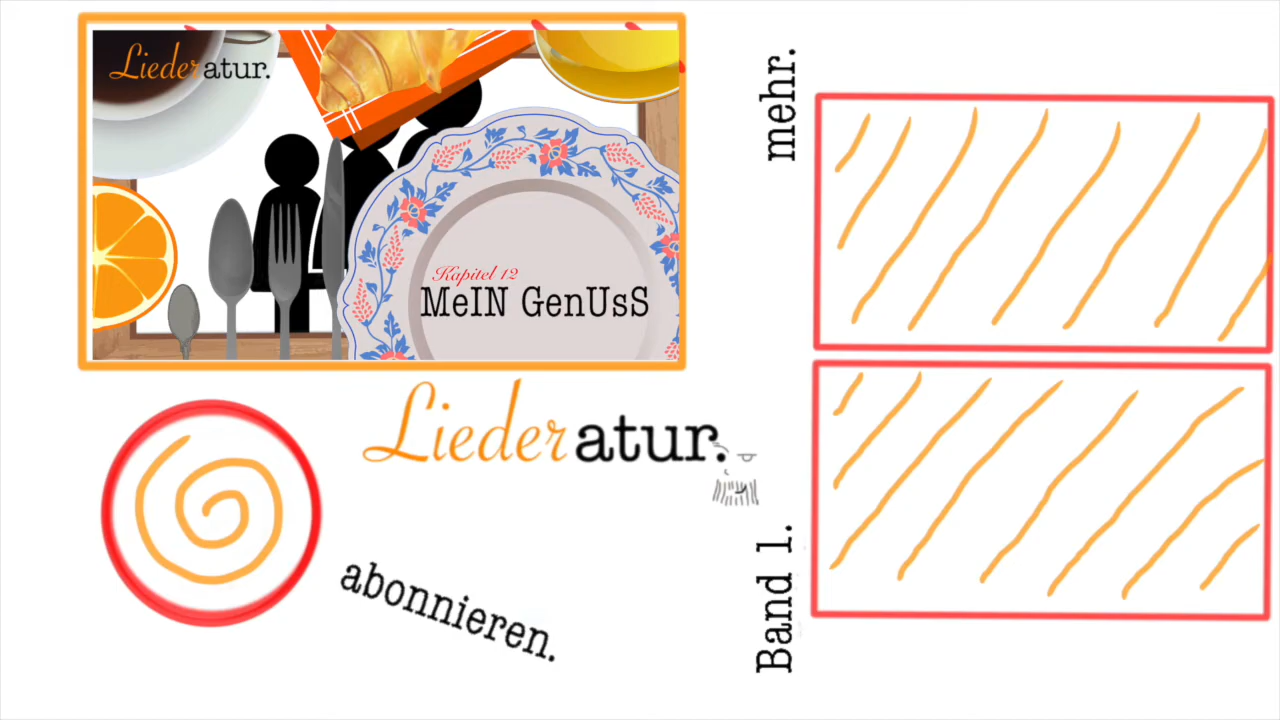 Liederatur.
Kapitel 12
MeIN GenUsS
Liederatur.
abonnieren.
mehr.
Band 1.